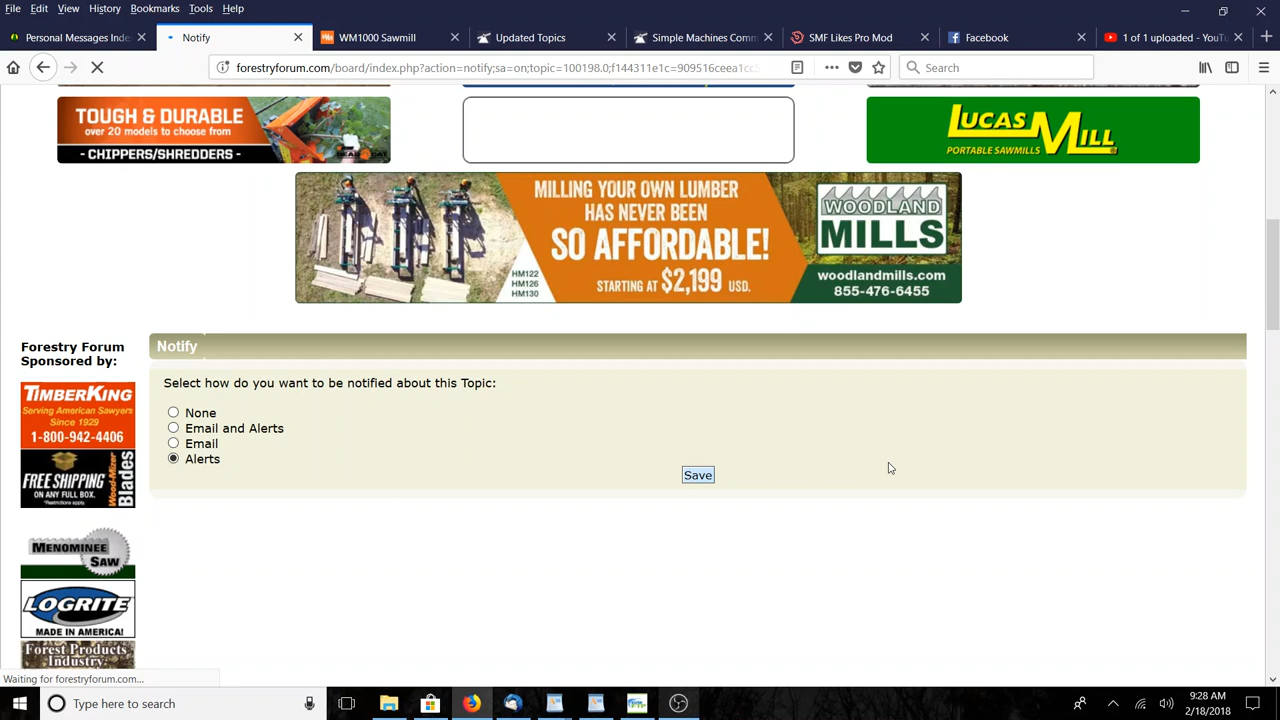 File Edit View History Bookmarks Tools Help
Personal Messages Inde
Notify
WM1000 Sawmill
Updated Topics
Simple Machines Comm
SMF Likes Pro Mod
Facebook
1 of 1 uploaded - YouTu
forestryforum.com/board/index.php?action=notify;sa=on;topic=100198.0;f144311e1c=909516ceea1cc5
Search
TOUGH & DURABLE
over 20 models to choose from
- CHIPPERS/SHREDDERS -
LUCAS MILL
PORTABLE SAWMILLS
MILLING YOUR OWN LUMBER
HAS NEVER BEEN
SO AFFORDABLE!
STARTING AT $2,199 USD.
HM122
HM126
HM130
WOODLAND
MILLS
woodlandmills.com
855-476-6455
Forestry Forum
Sponsored by:
TIMBERKING
Serving American Sawyers
Since 1929
1-800-942-4406
FREE SHIPPING
ON ANY FULL BOX.
*Restrictions apply.
Wood-Mizer
Blades
MENOMINEE
SAW
LOGRITE
MADE IN AMERICA!
Forest Products
Industry
Notify
Select how do you want to be notified about this Topic:
None
Email and Alerts
Email
Alerts
Save
Waiting for forestryforum.com...
Type here to search
9:28 AM
2/18/2018